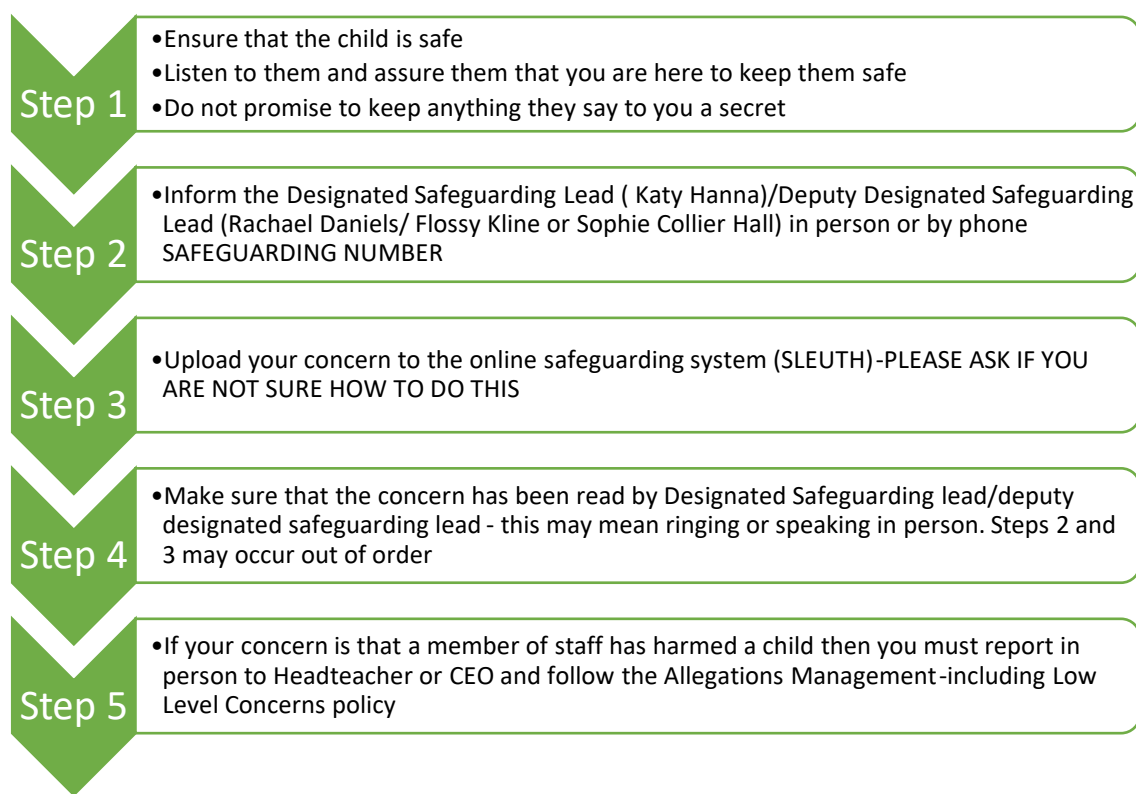 Step 1
•Ensure that the child is safe
•Listen to them and assure them that you are here to keep them safe
•Do not promise to keep anything they say to you a secret
Step 2
•Inform the Designated Safeguarding Lead ( Katy Hanna)/Deputy Designated Safeguarding
Lead (Rachael Daniels/ Flossy Kline or Sophie Collier Hall) in person or by phone
SAFEGUARDING NUMBER
Step 3
•Upload your concern to the online safeguarding system (SLEUTH)-PLEASE ASK IF YOU
ARE NOT SURE HOW TO DO THIS
Step 4
•Make sure that the concern has been read by Designated Safeguarding lead/deputy
designated safeguarding lead - this may mean ringing or speaking in person. Steps 2 and
3 may occur out of order
Step 5
•If your concern is that a member of staff has harmed a child then you must report in
person to Headteacher or CEO and follow the Allegations Management-including Low
Level Concerns policy